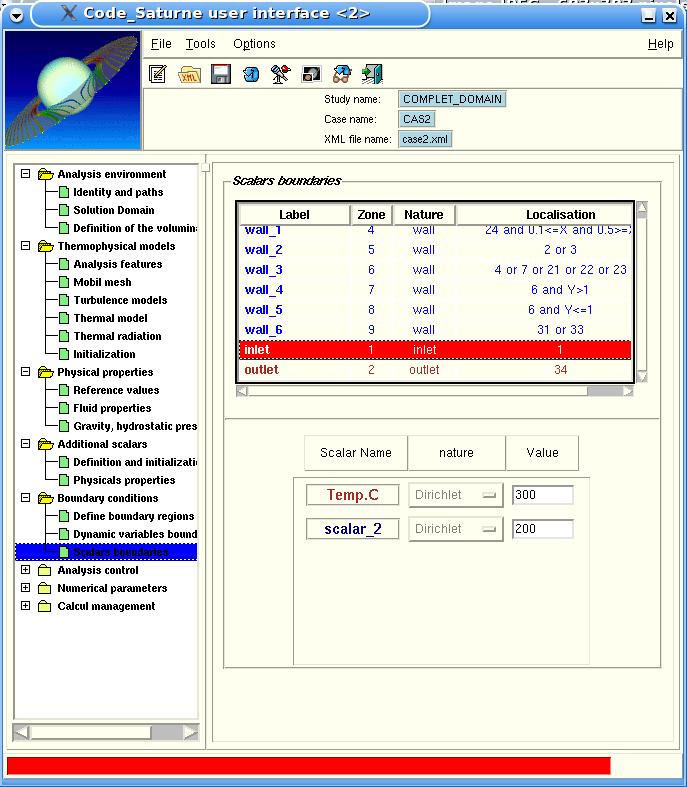 Code_Saturne user interface <2>
File Tools Options Help
Study name: COMPLET_DOMAIN
Case name: CAS2
XML file name: case2.xml
Analysis environment
Identity and paths
Solution Domain
Definition of the volumin
Thermophysical models
Analysis features
Mobil mesh
Turbulence models
Thermal model
Thermal radiation
Initialization
Physical properties
Reference values
Fluid properties
Gravity, hydrostatic pres
Additional scalars
Definition and initializati
Physicals properties
Boundary conditions
Define boundary regions
Dynamic variables bound
Scalars boundaries
Analysis control
Numerical parameters
Calcul management
Scalars boundaries
Label Zone Nature Localisation
wall_1 4 wall 24 and 0.1<=X and 0.5>=X
wall_2 5 wall 2 or 3
wall_3 6 wall 4 or 7 or 21 or 22 or 23
wall_4 7 wall 6 and Y>1
wall_5 8 wall 6 and Y<=1
wall_6 9 wall 31 or 33
inlet 1 inlet 1
outlet 2 outlet 34
Scalar Name nature Value
Temp.C Dirichlet 300
scalar_2 Dirichlet 200